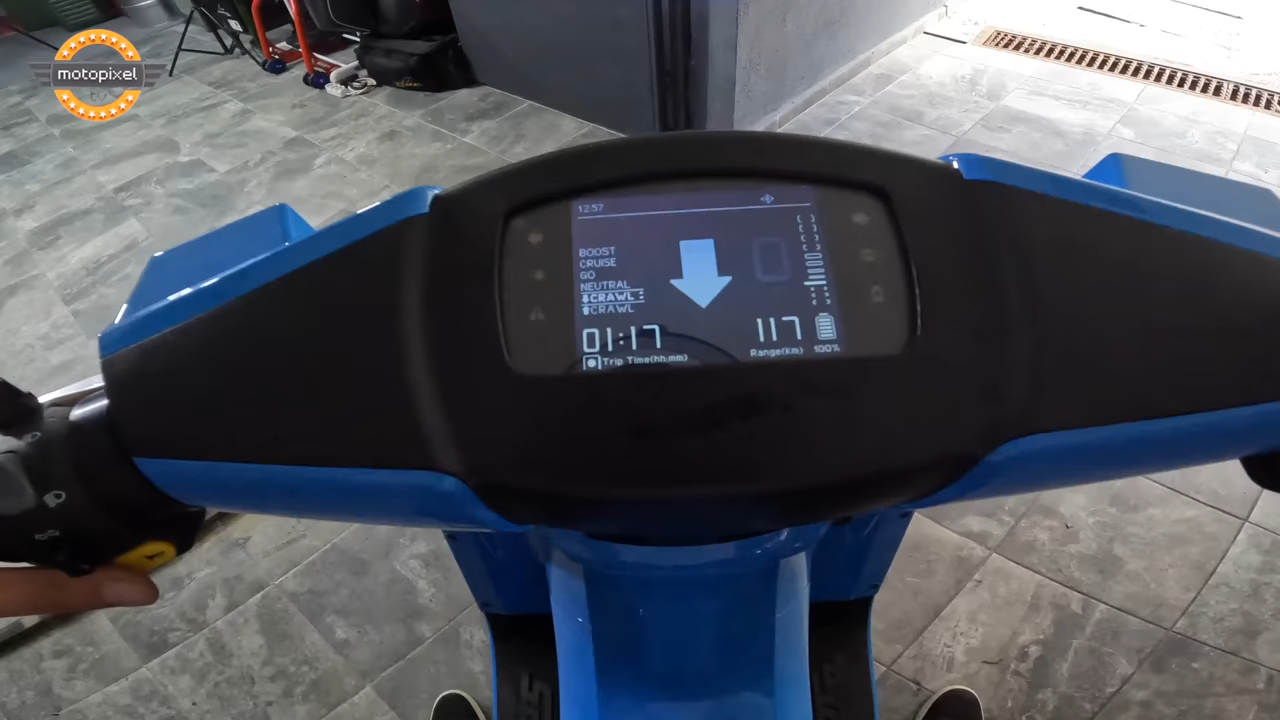 motopixel
12:57
BOOST
CRUISE
GO
NEUTRAL
CRAWL
CRAWL
01:17
Trip Time(hh:mm)
117
Range(Km)
100%
0